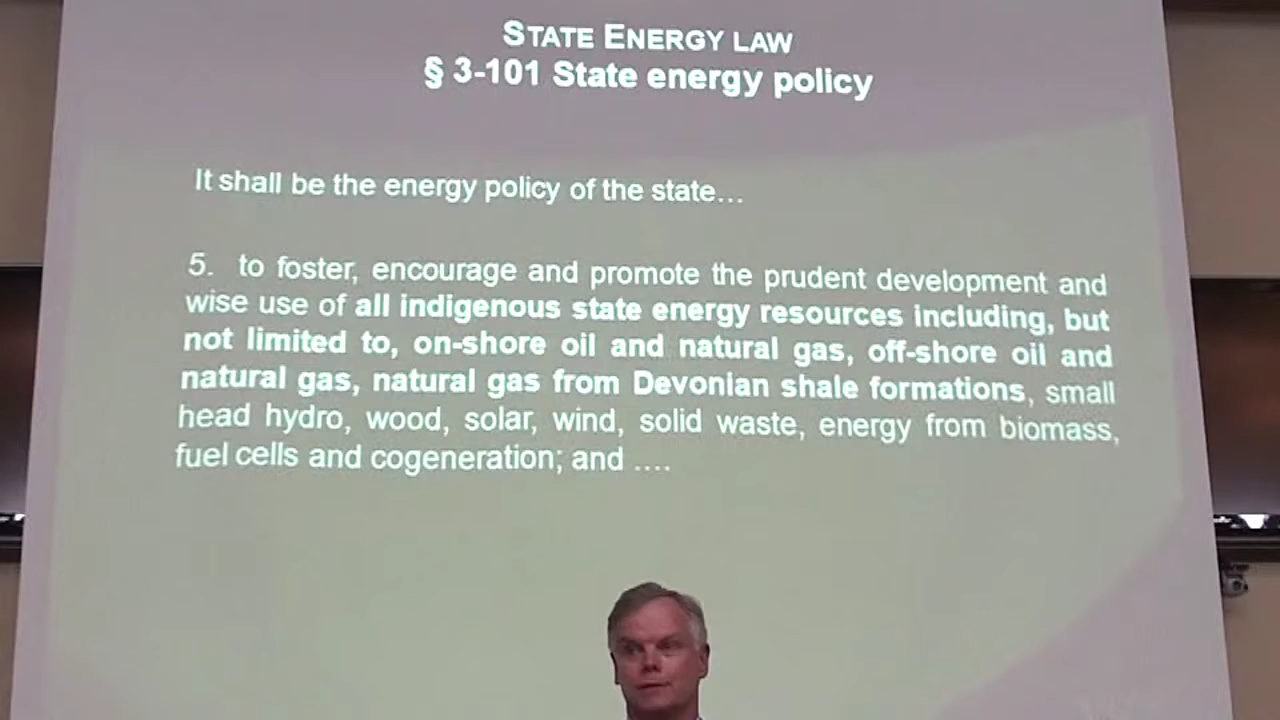 STATE ENERGY LAW
§ 3-101 State energy policy
It shall be the energy policy of the state…
5. to foster, encourage and promote the prudent development and
wise use of all indigenous state energy resources including, but
not limited to, on-shore oil and natural gas, off-shore oil and
natural gas, natural gas from Devonian shale formations, small
head hydro, wood, solar, wind, solid waste, energy from biomass,
fuel cells and cogeneration; and ....